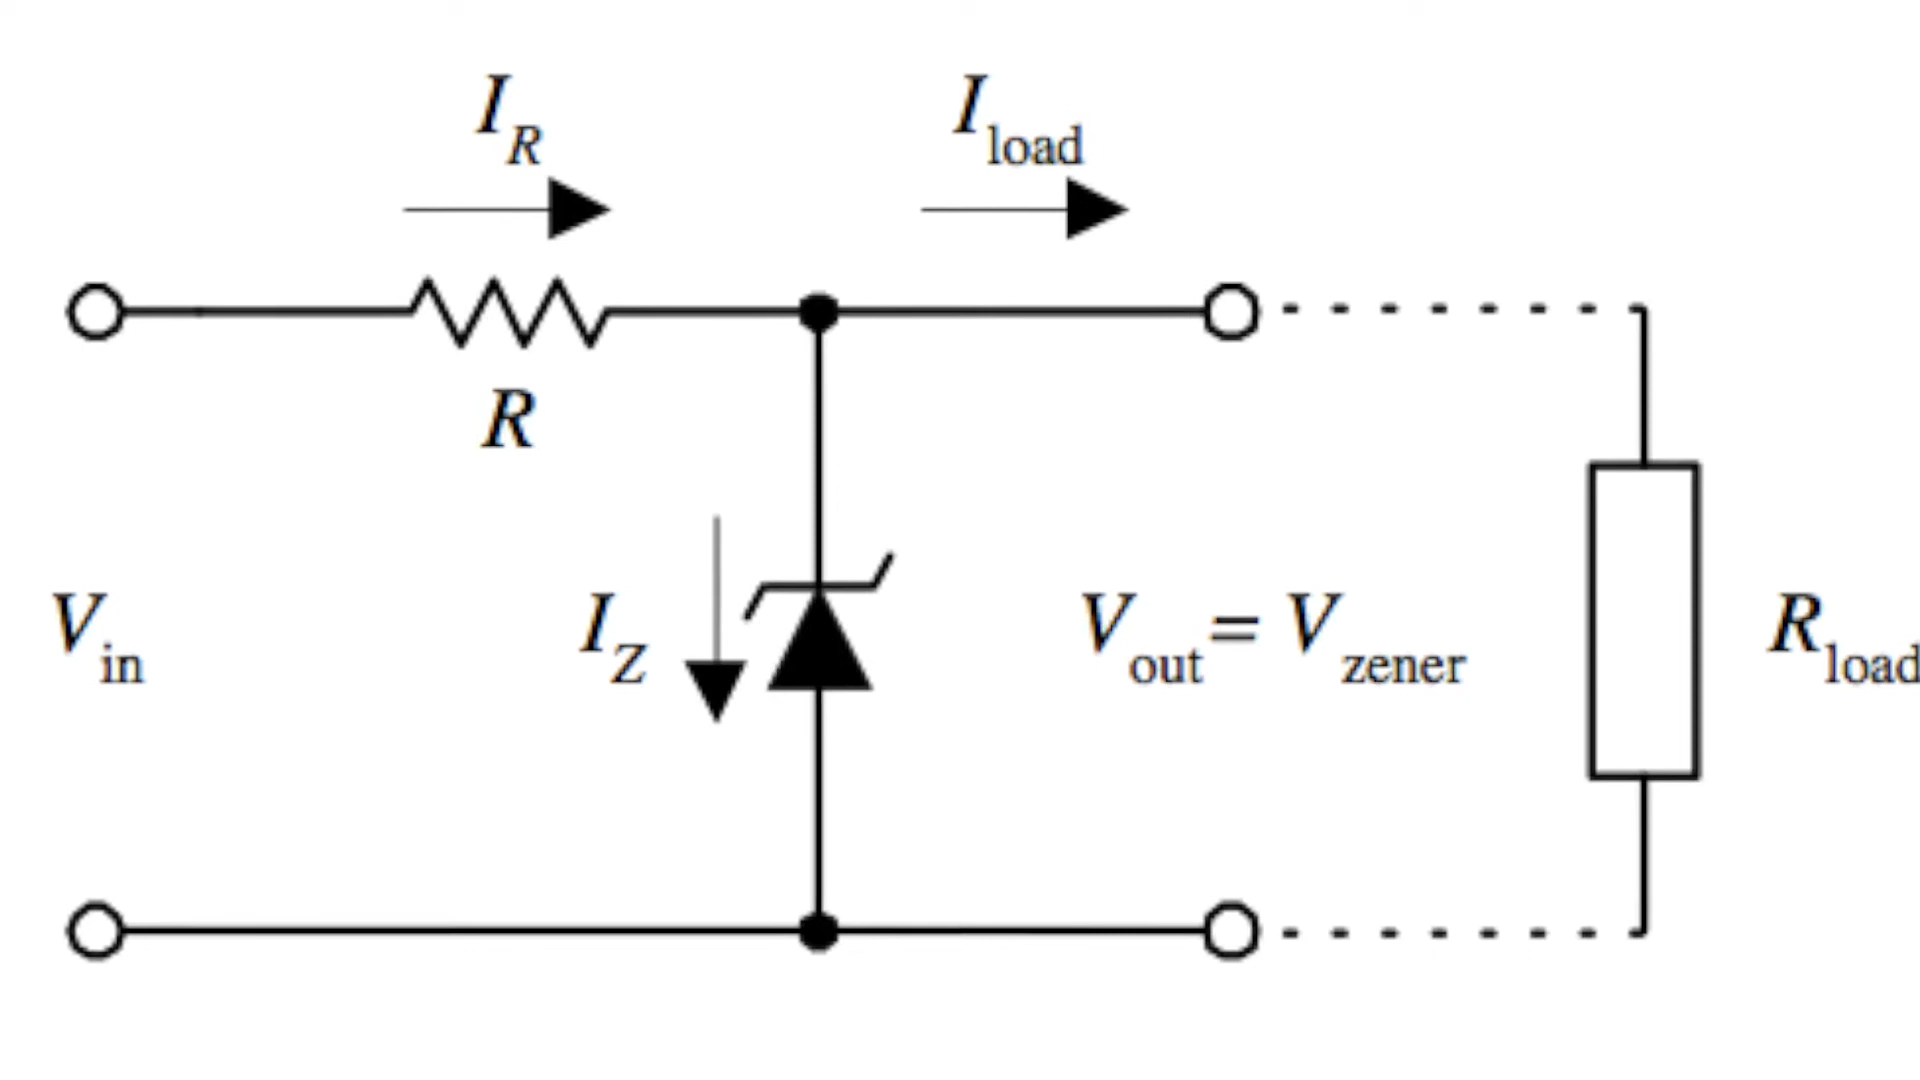 I_R
I_load
R
V_in
I_Z
V_out = V_zener
R_load